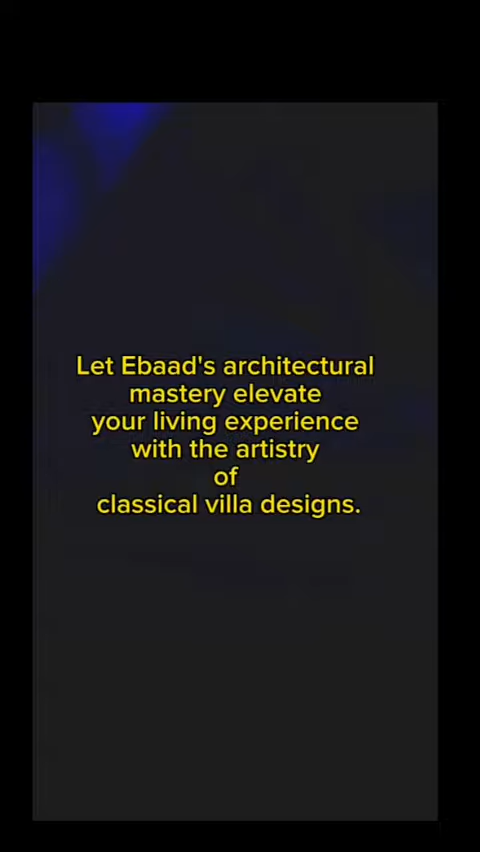 Let Ebaad's architectural
mastery elevate
your living experience
with the artistry
of
classical villa designs.